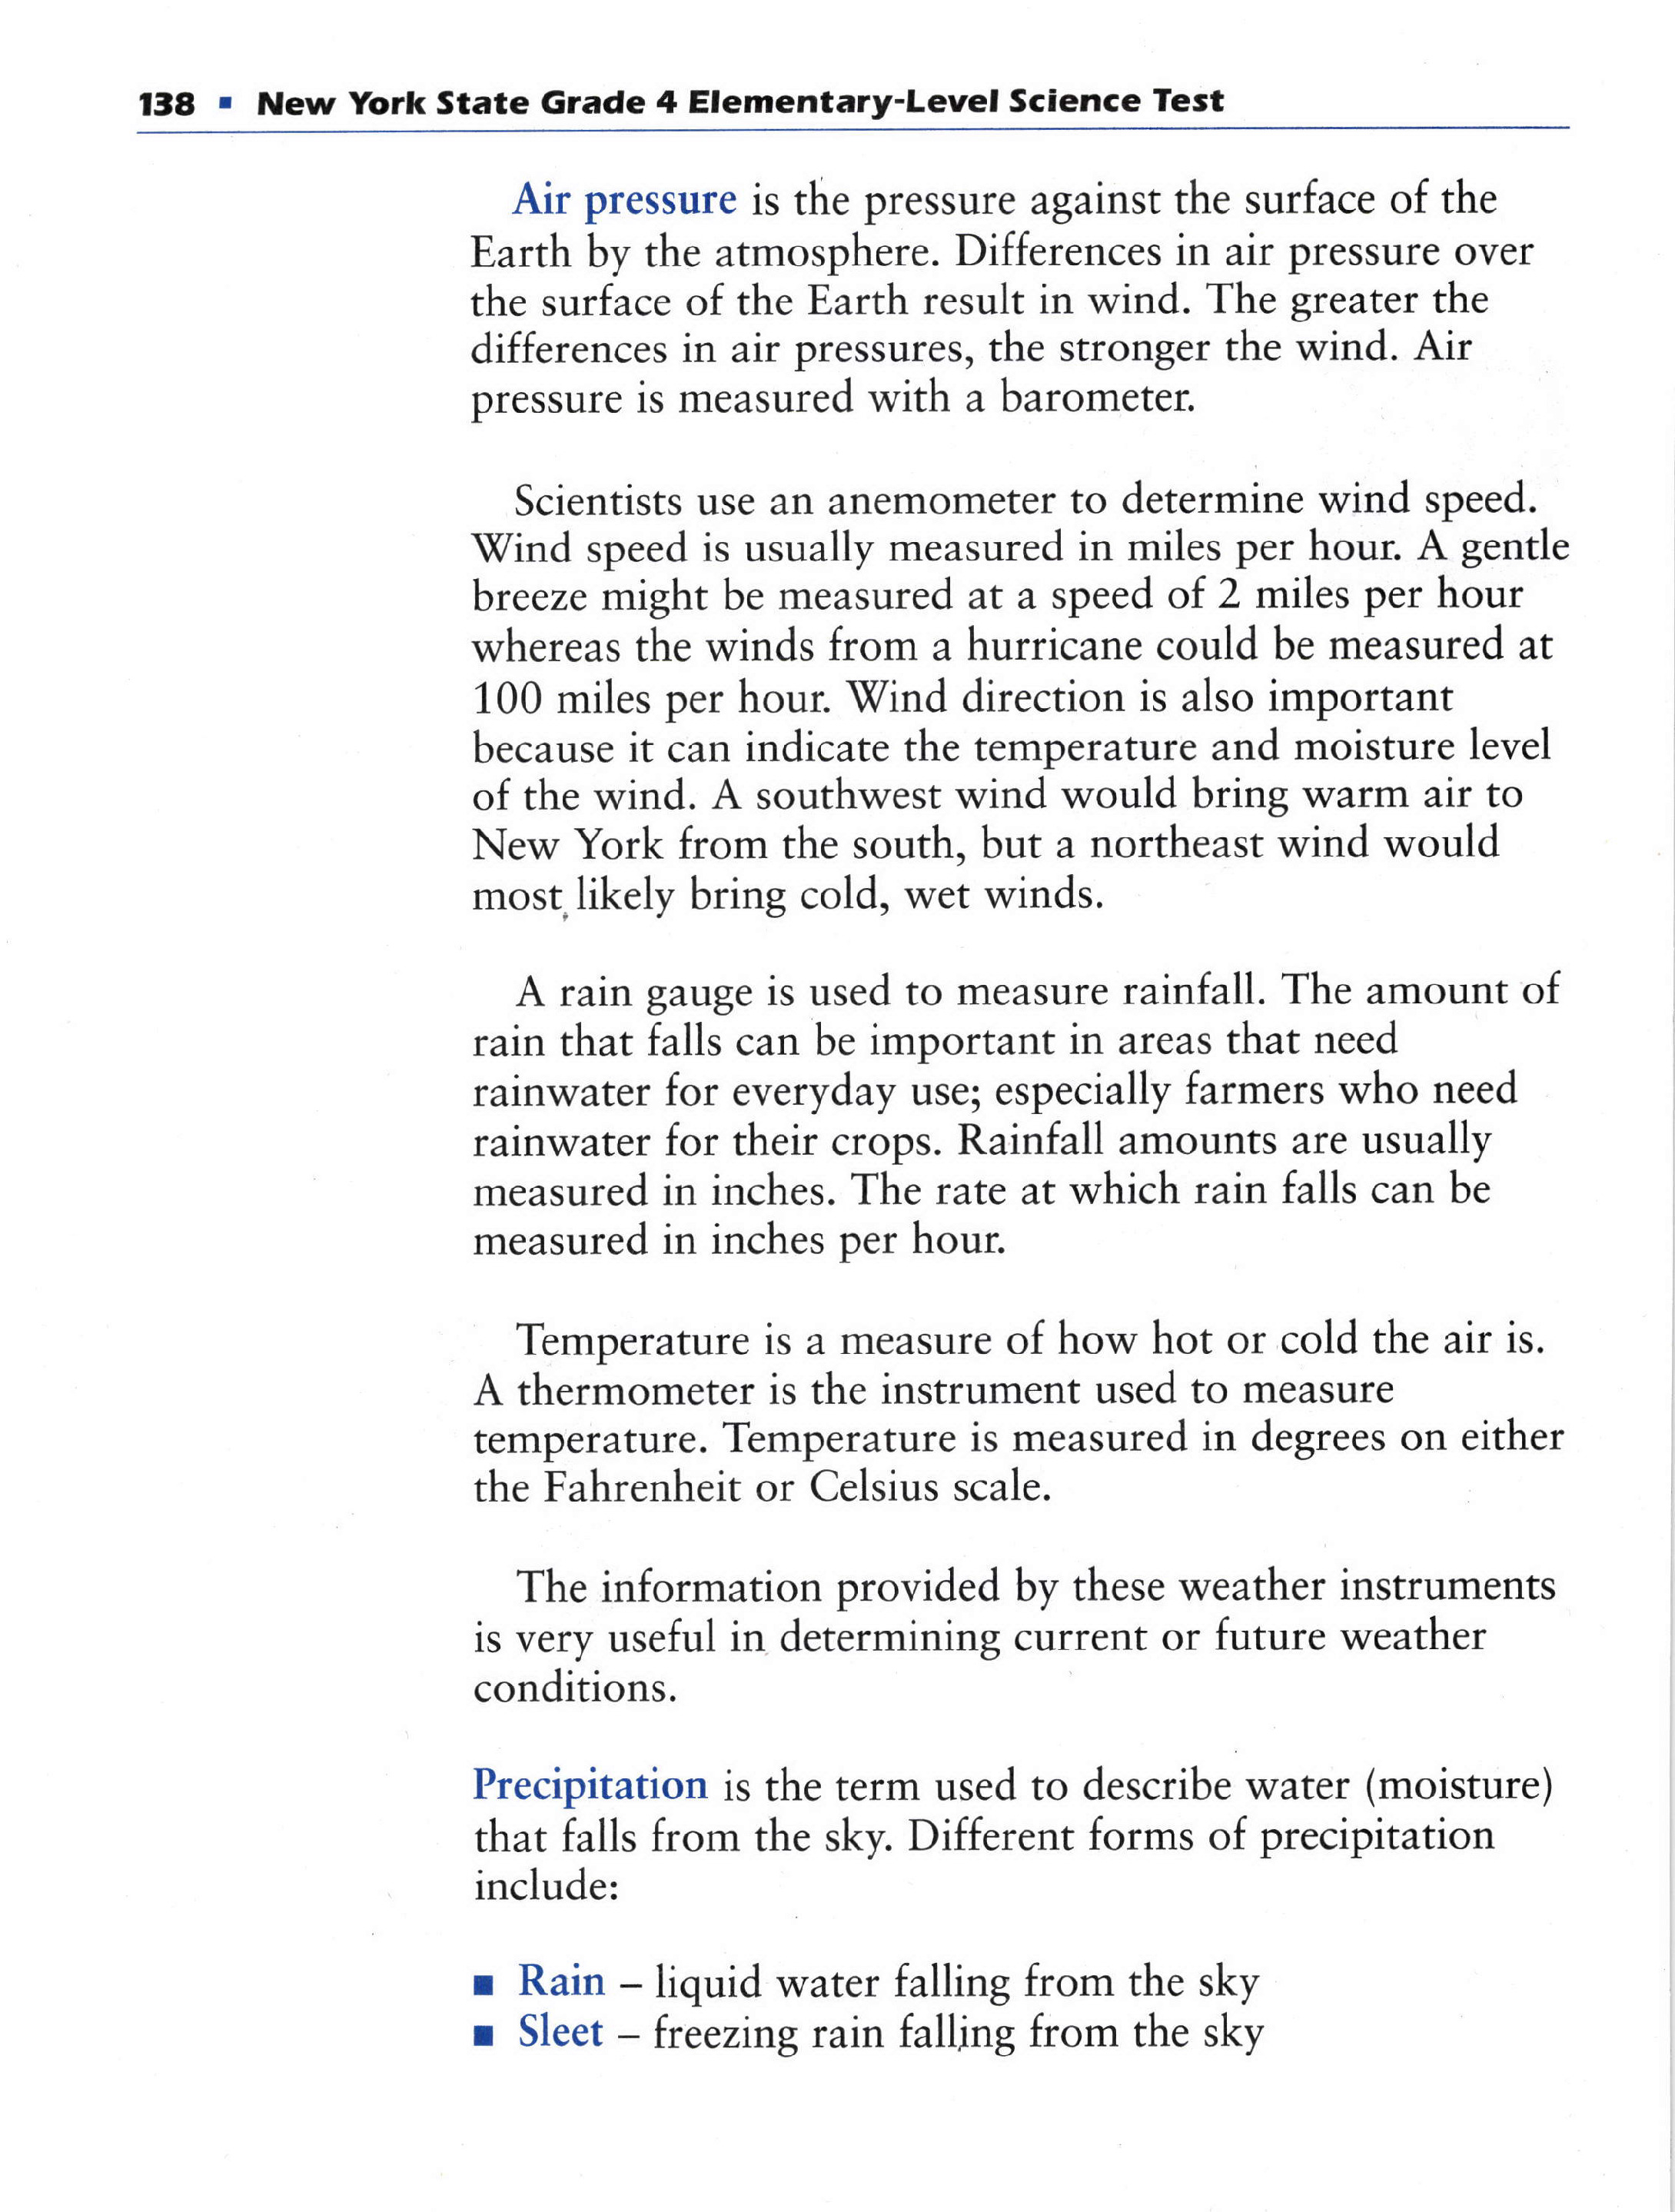 138 ▪ New York State Grade 4 Elementary-Level Science Test
Air pressure is the pressure against the surface of the
Earth by the atmosphere. Differences in air pressure over
the surface of the Earth result in wind. The greater the
differences in air pressures, the stronger the wind. Air
pressure is measured with a barometer.
Scientists use an anemometer to determine wind speed.
Wind speed is usually measured in miles per hour. A gentle
breeze might be measured at a speed of 2 miles per hour
whereas the winds from a hurricane could be measured at
100 miles per hour. Wind direction is also important
because it can indicate the temperature and moisture level
of the wind. A southwest wind would bring warm air to
New York from the south, but a northeast wind would
most likely bring cold, wet winds.
A rain gauge is used to measure rainfall. The amount of
rain that falls can be important in areas that need
rainwater for everyday use; especially farmers who need
rainwater for their crops. Rainfall amounts are usually
measured in inches. The rate at which rain falls can be
measured in inches per hour.
Temperature is a measure of how hot or cold the air is.
A thermometer is the instrument used to measure
temperature. Temperature is measured in degrees on either
the Fahrenheit or Celsius scale.
The information provided by these weather instruments
is very useful in determining current or future weather
conditions.
Precipitation is the term used to describe water (moisture)
that falls from the sky. Different forms of precipitation
include:
▪ Rain – liquid water falling from the sky
▪ Sleet – freezing rain falling from the sky